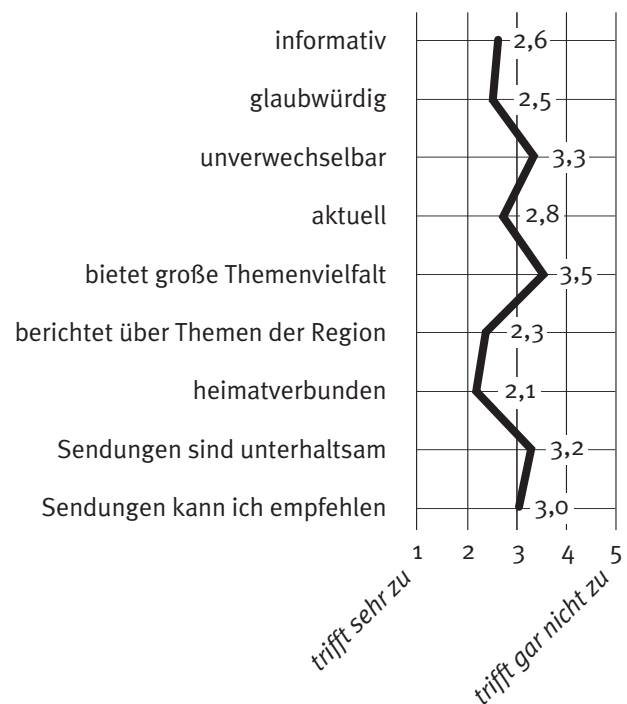 informativ 2,6
glaubwürdig 2,5
unverwechselbar 3,3
aktuell 2,8
bietet große Themenvielfalt 3,5
berichtet über Themen der Region 2,3
heimatverbunden 2,1
Sendungen sind unterhaltsam 3,2
Sendungen kann ich empfehlen 3,0
1 2 3 4 5
trifft sehr zu
trifft gar nicht zu